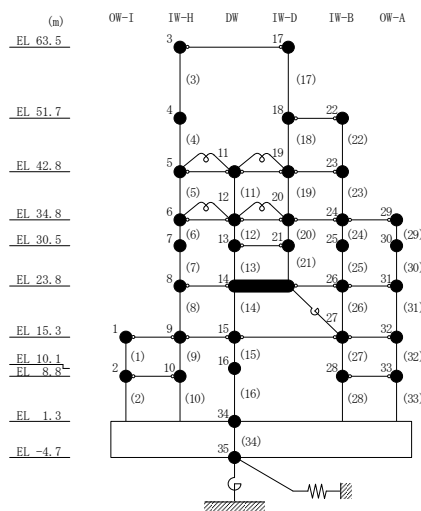 (m) OW-I IW-H DW IW-D IW-B OW-A
EL 63.5 3 17
(3) (17)
EL 51.7 4 18 22
(4) (18) (22)
11 19
EL 42.8 5 23
(5) (11) (19) (23)
12 20
EL 34.8 6 24 29
(6) (12) (20) (24) (29)
EL 30.5 7 13 21 25 30
(7) (13) (21) (25) (30)
EL 23.8 8 14 26 31
(8) (14) (26) (31)
27
EL 15.3 1 9 15 32
(1) (9) (15) (27) (32)
EL 10.1 16
EL 8.8 2 10 28 33
(2) (10) (16) (28) (33)
EL 1.3 34
(34)
EL -4.7 35